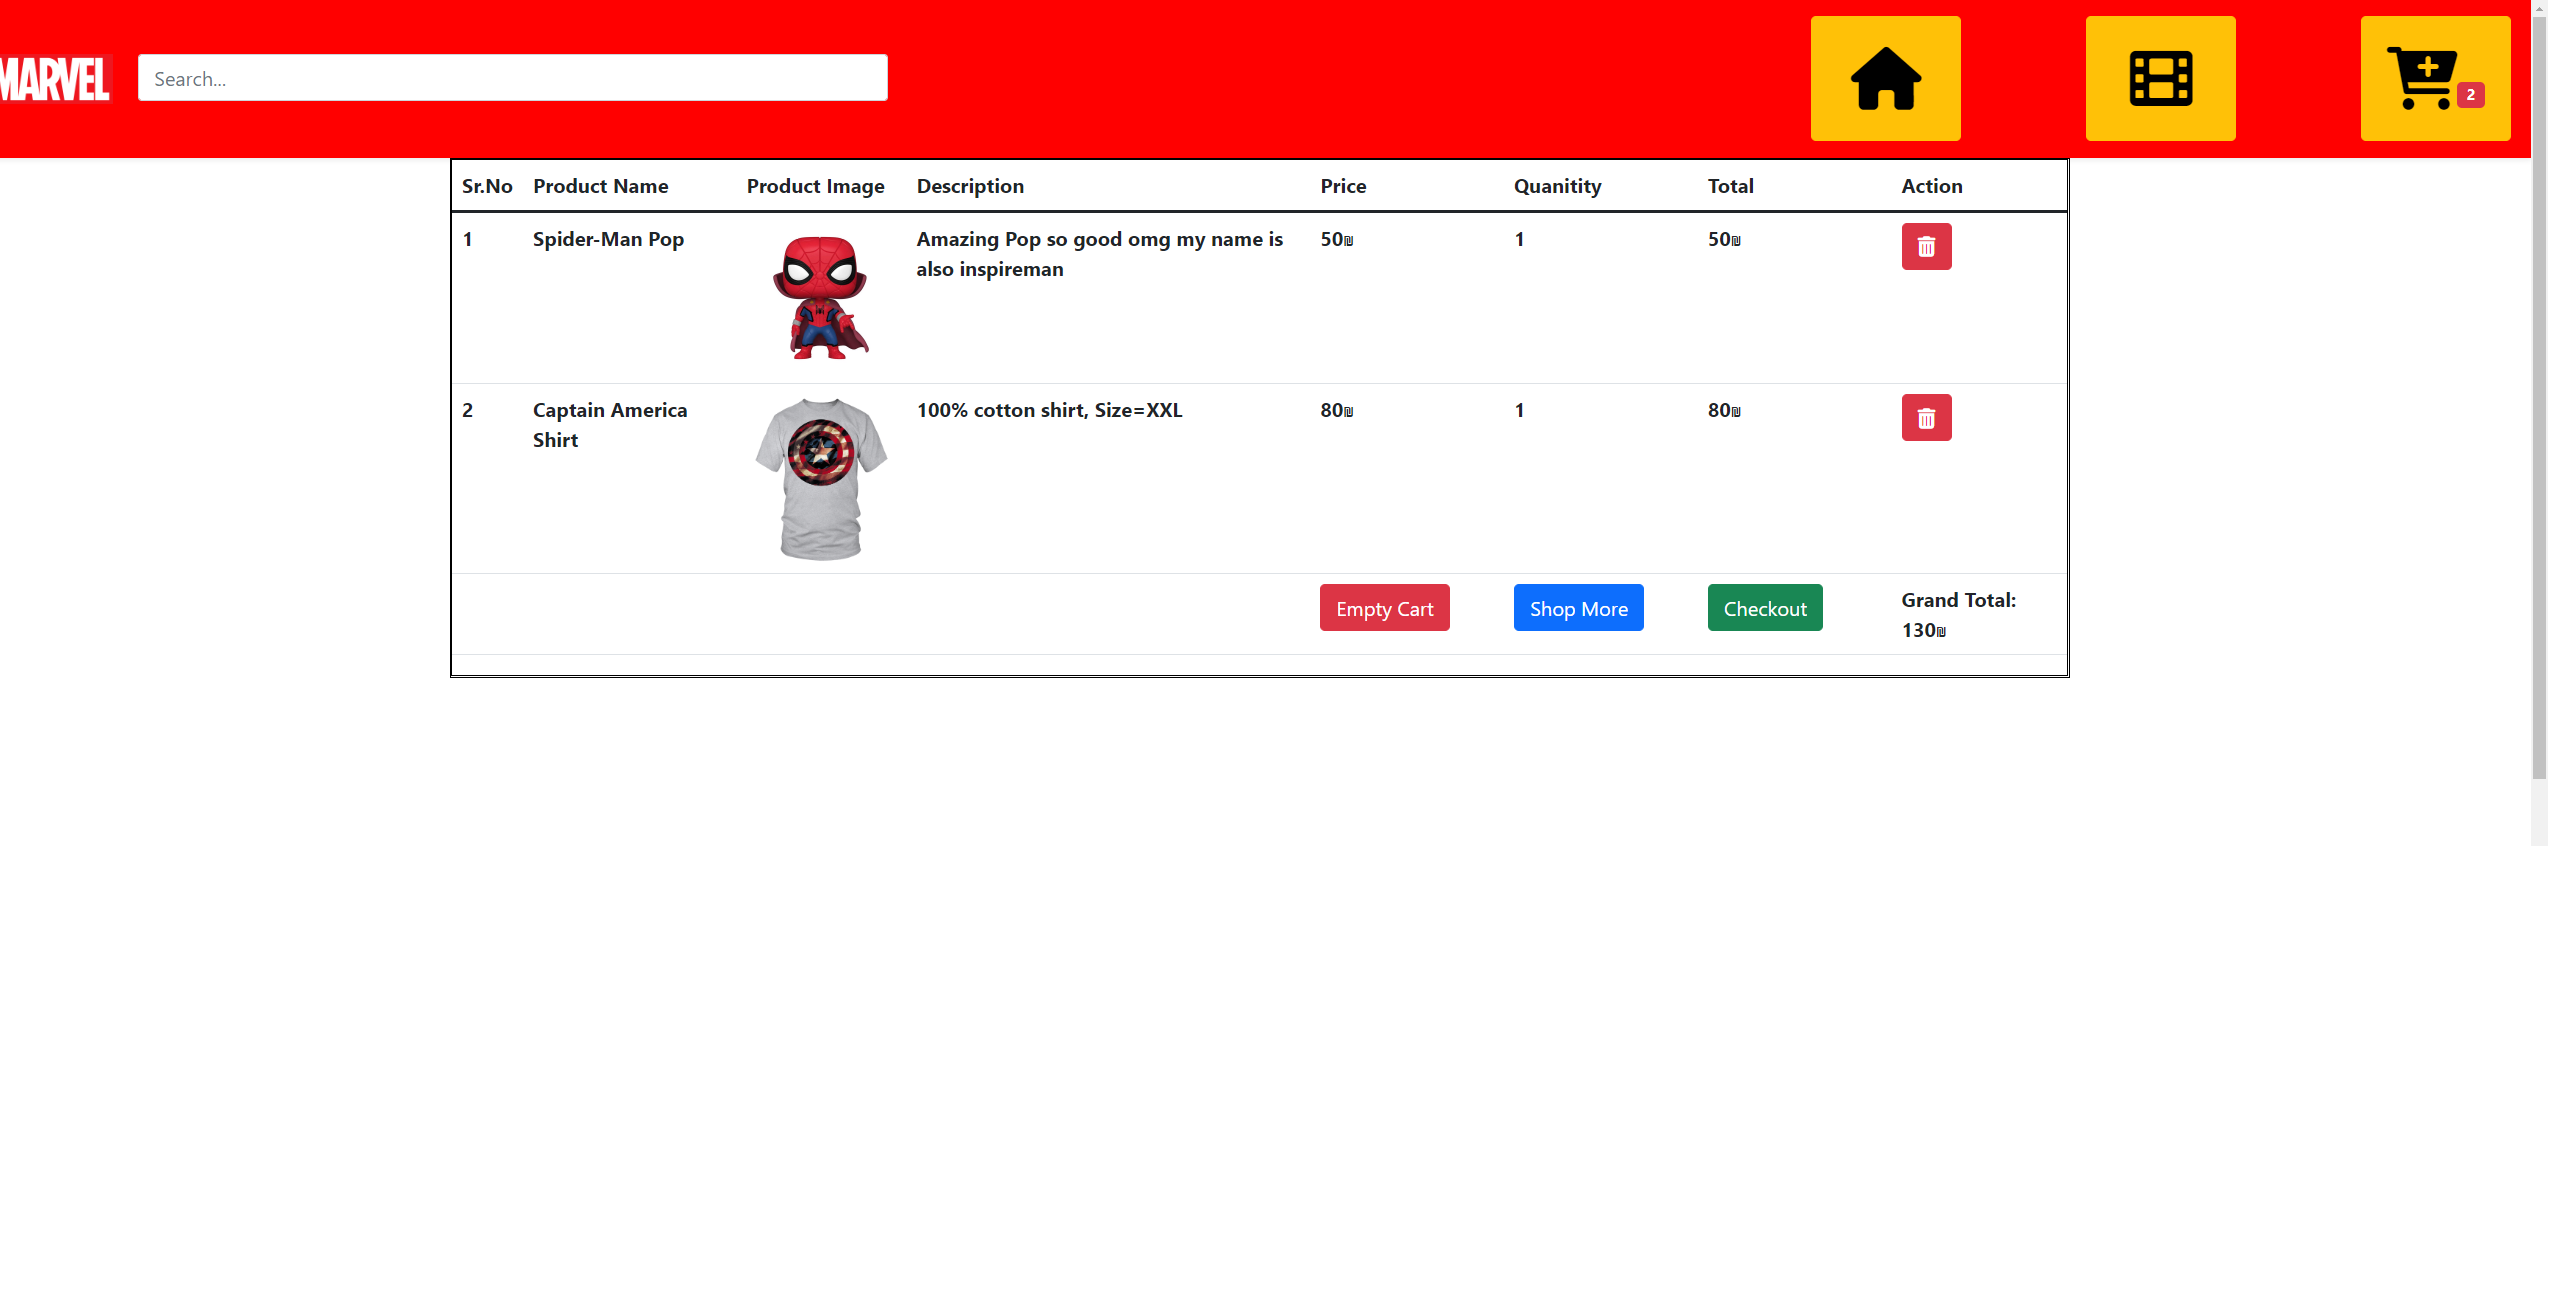 MARVEL
Search...
2
Sr.No Product Name Product Image Description Price Quanitity Total Action
1 Spider-Man Pop Amazing Pop so good omg my name is 50₪ 1 50₪
also inspireman
2 Captain America 100% cotton shirt, Size=XXL 80₪ 1 80₪
Shirt
Empty Cart Shop More Checkout Grand Total:
130₪